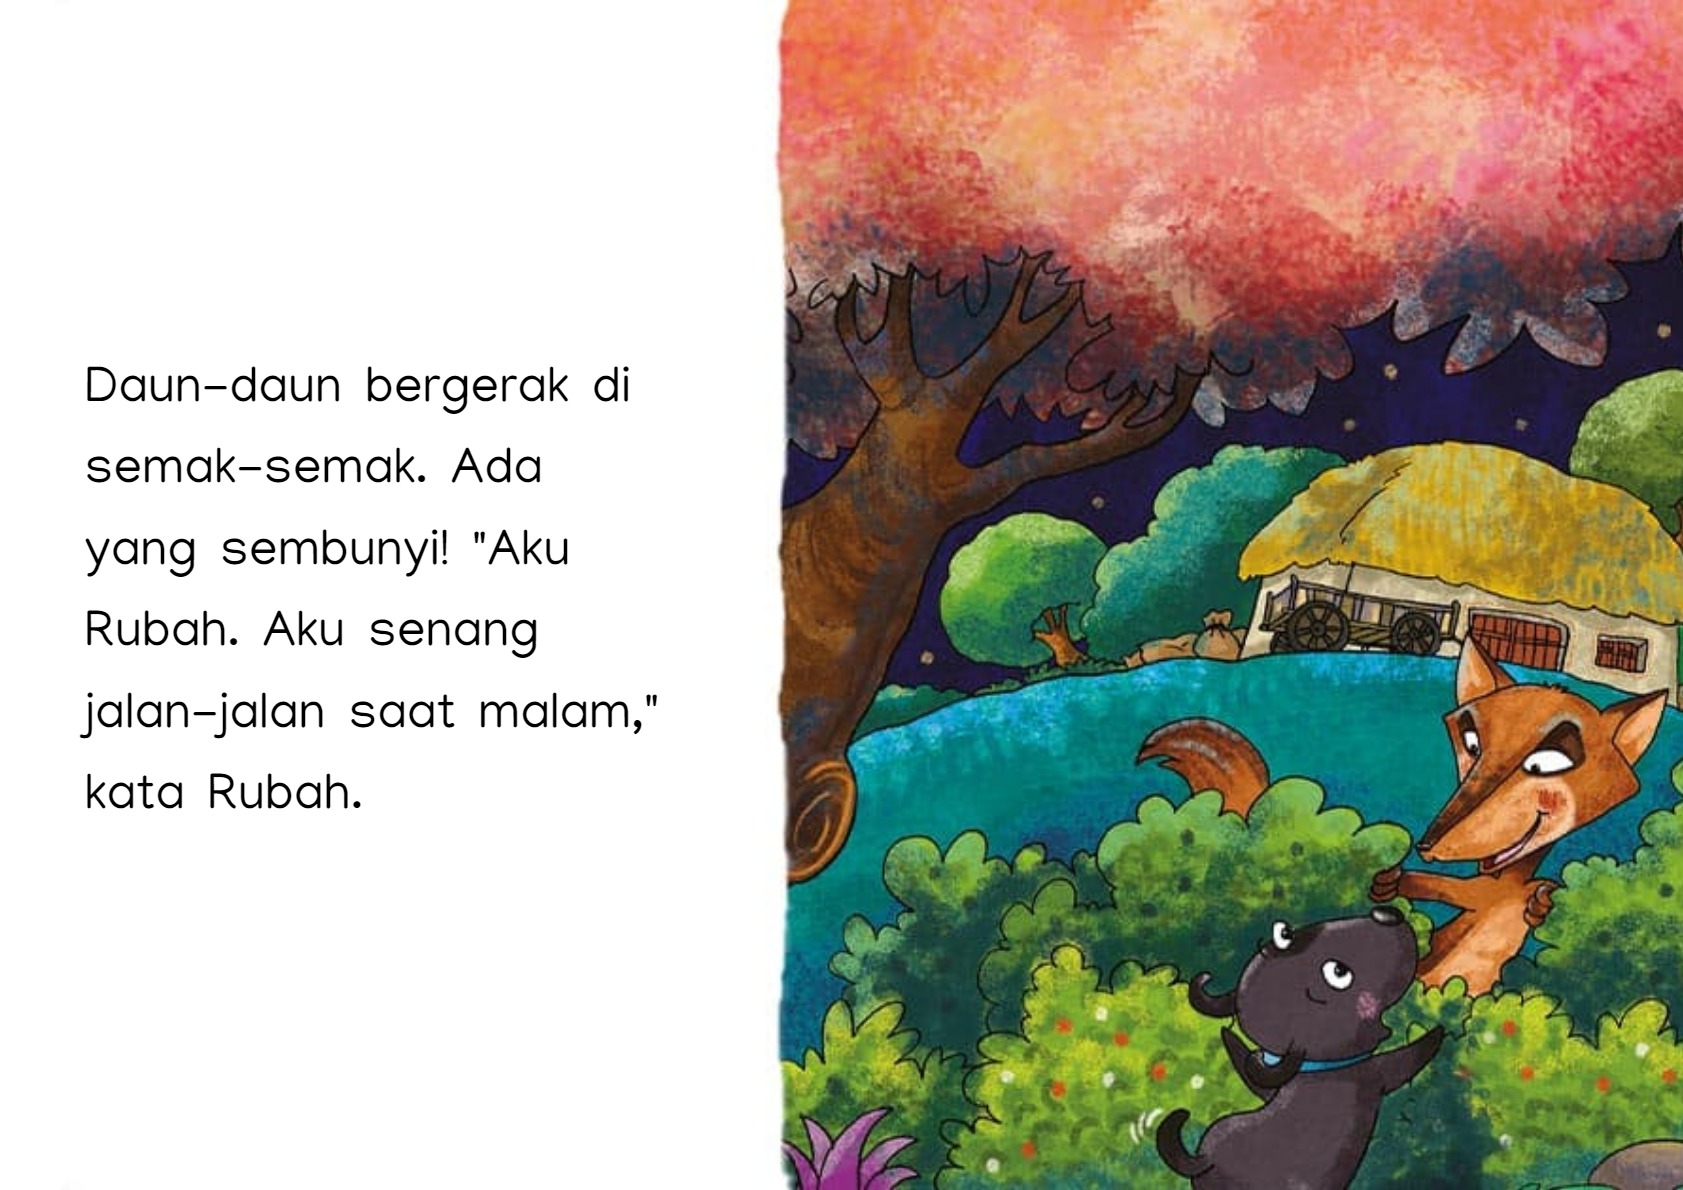 Daun-daun bergerak di
semak-semak. Ada
yang sembunyi! "Aku
Rubah. Aku senang
jalan-jalan saat malam,"
kata Rubah.